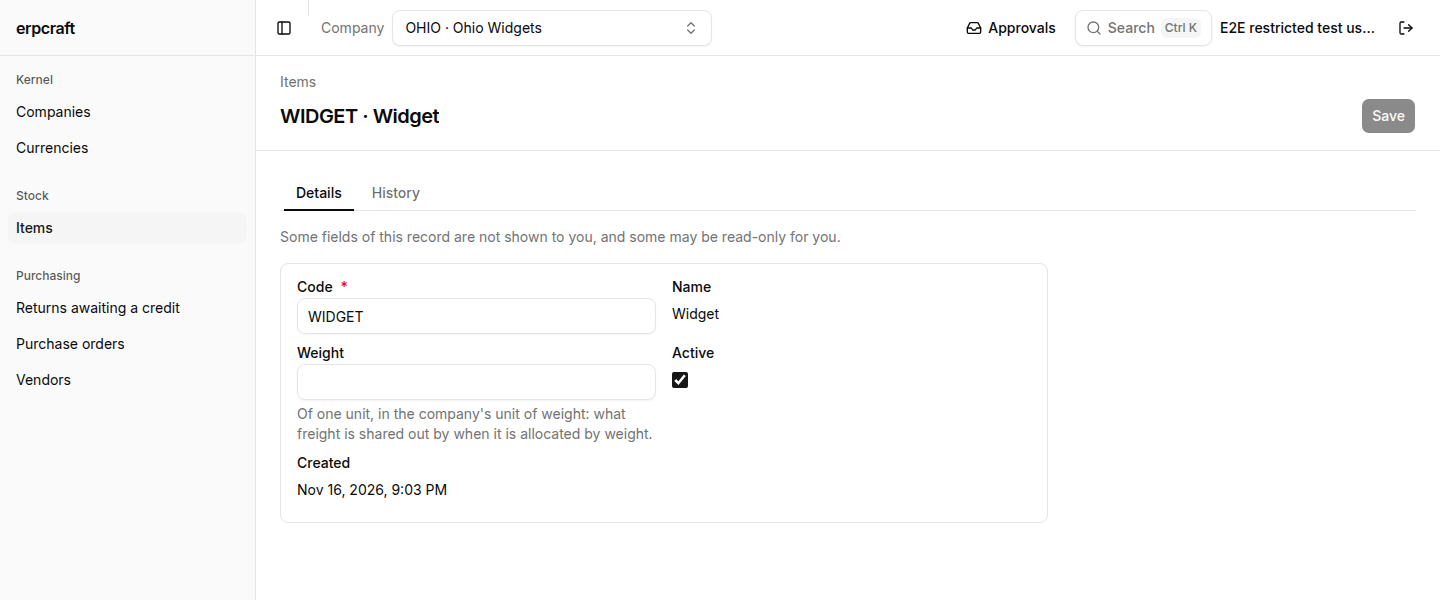 erpcraft
Company
OHIO · Ohio Widgets
Approvals
Search Ctrl K
E2E restricted test us...
Kernel
Companies
Currencies
Stock
Items
Purchasing
Returns awaiting a credit
Purchase orders
Vendors
Items
WIDGET · Widget
Save
Details
History
Some fields of this record are not shown to you, and some may be read-only for you.
Code *
WIDGET
Name
Widget
Weight
Active
Of one unit, in the company's unit of weight: what
freight is shared out by when it is allocated by weight.
Created
Nov 16, 2026, 9:03 PM